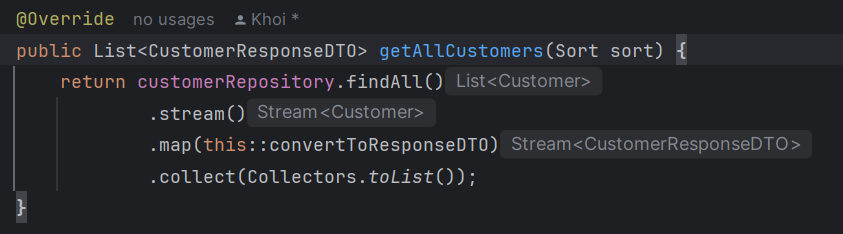 @Override no usages Khoi *
public List<CustomerResponseDTO> getAllCustomers(Sort sort) {
return customerRepository.findAll() List<Customer>
.stream() Stream<Customer>
.map(this::convertToResponseDTO) Stream<CustomerResponseDTO>
.collect(Collectors.toList());
}